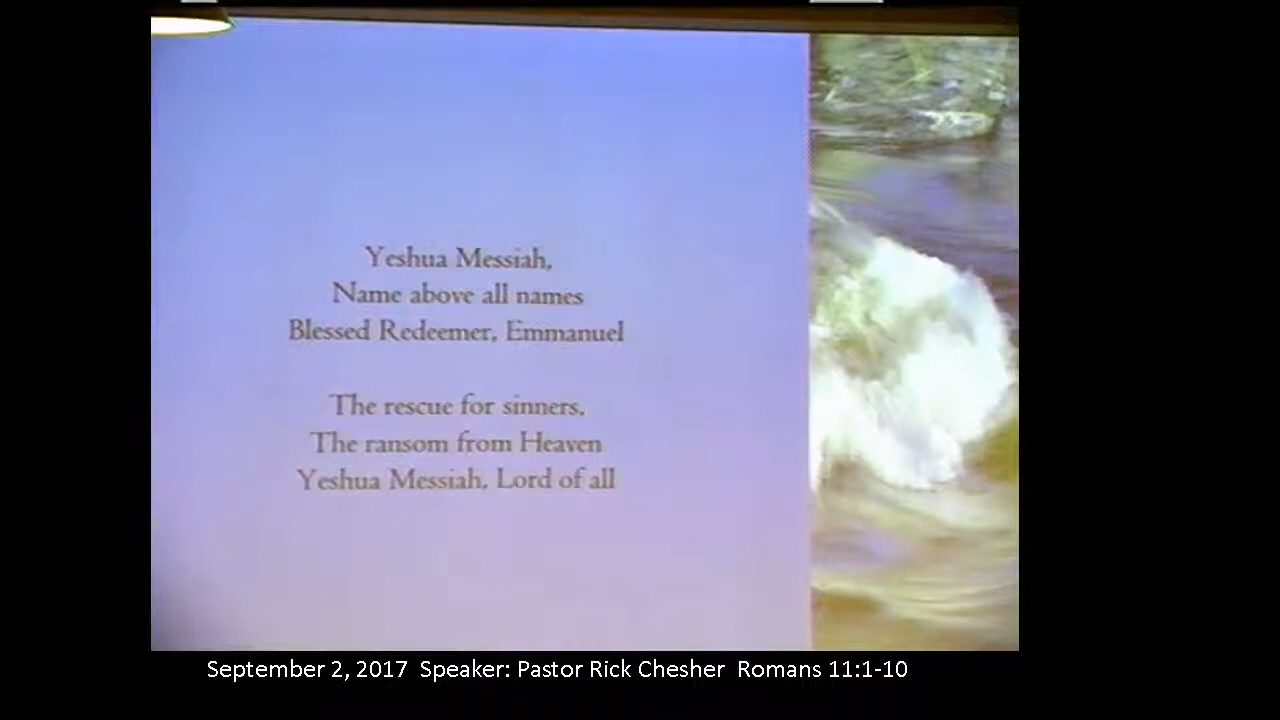 Yeshua Messiah,
Name above all names
Blessed Redeemer, Emmanuel
The rescue for sinners,
The ransom from Heaven
Yeshua Messiah, Lord of all
September 2, 2017 Speaker: Pastor Rick Chesher Romans 11:1-10